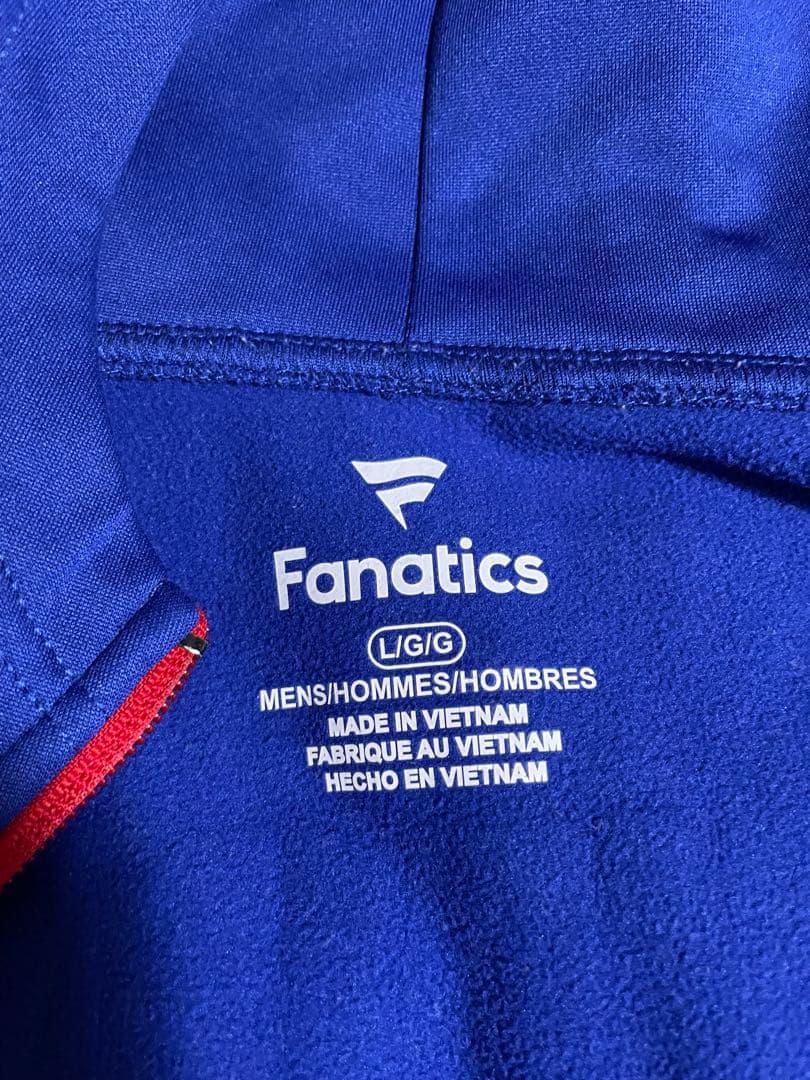 Fanatics
L/G/G
MENS/HOMMES/HOMBRES
MADE IN VIETNAM
FABRIQUE AU VIETNAM
HECHO EN VIETNAM